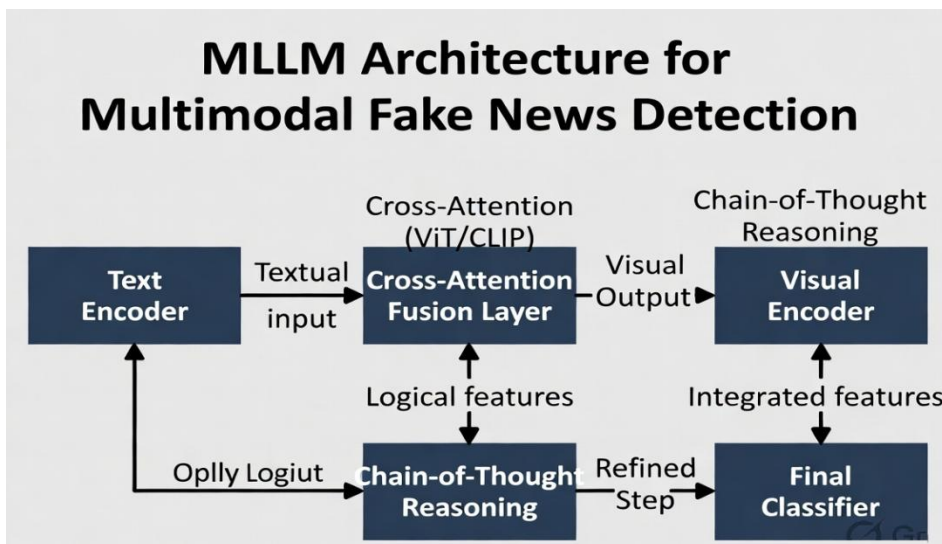 MLLM Architecture for
Multimodal Fake News Detection
Cross-Attention
(ViT/CLIP)
Chain-of-Thought
Reasoning
Text
Encoder
Textual
input
Cross-Attention
Fusion Layer
Visual
Output
Visual
Encoder
Logical features
Integrated features
Oplly Logiut
Chain-of-Thought
Reasoning
Refined
Step
Final
Classifier